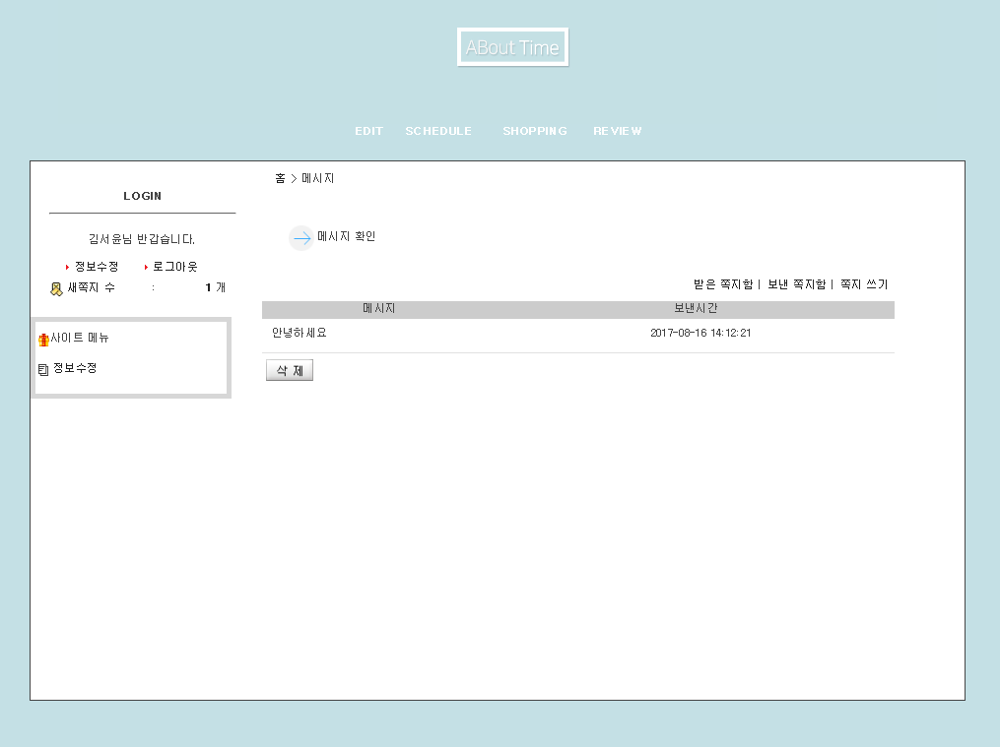 ABout Time
EDIT SCHEDULE SHOPPING REVIEW
홈 > 메시지
LOGIN
김서윤님 반갑습니다.
메시지 확인
정보수정 로그아웃
새쪽지 수 : 1 개
받은 쪽지함 | 보낸 쪽지함 | 쪽지 쓰기
메시지 보낸시간
안녕하세요 2017-08-16 14:12:21
사이트 메뉴
정보수정
삭 제